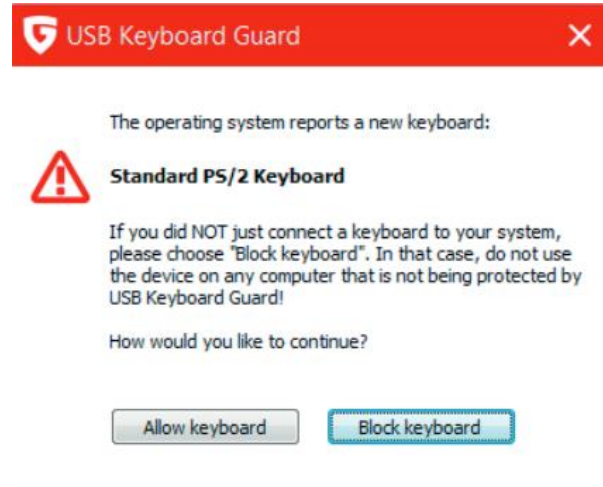 USB Keyboard Guard
The operating system reports a new keyboard:
Standard PS/2 Keyboard
If you did NOT just connect a keyboard to your system,
please choose "Block keyboard". In that case, do not use
the device on any computer that is not being protected by
USB Keyboard Guard!
How would you like to continue?
Allow keyboard
Block keyboard